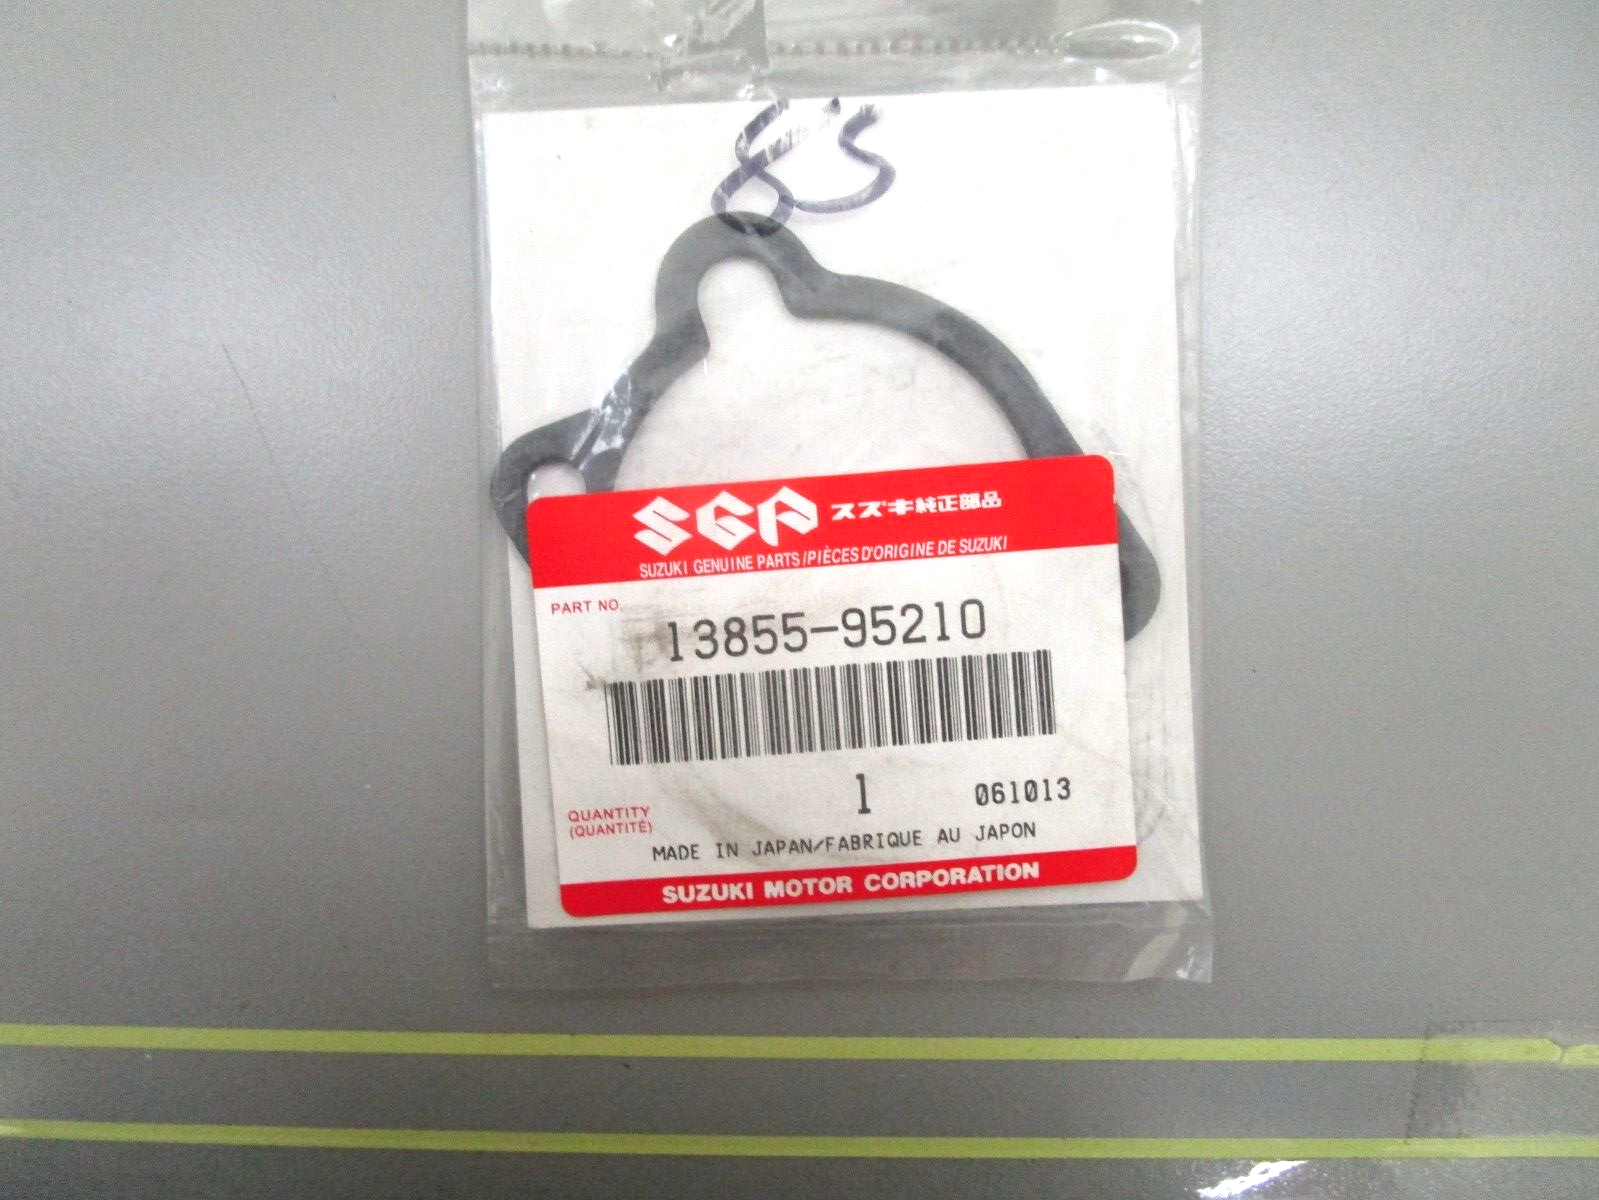 SGP スズキ純正部品
SUZUKI GENUINE PARTS/PIÈCES D'ORIGINE DE SUZUKI
PART NO.
13855-95210
QUANTITY
(QUANTITÉ)
1
061013
MADE IN JAPAN/FABRIQUE AU JAPON
SUZUKI MOTOR CORPORATION